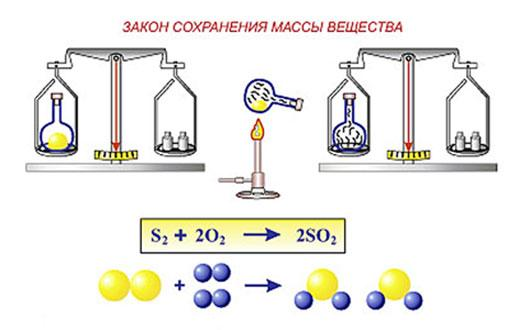 ЗАКОН СОХРАНЕНИЯ МАССЫ ВЕЩЕСТВА
S₂ + 2O₂ → 2SO₂
+ →